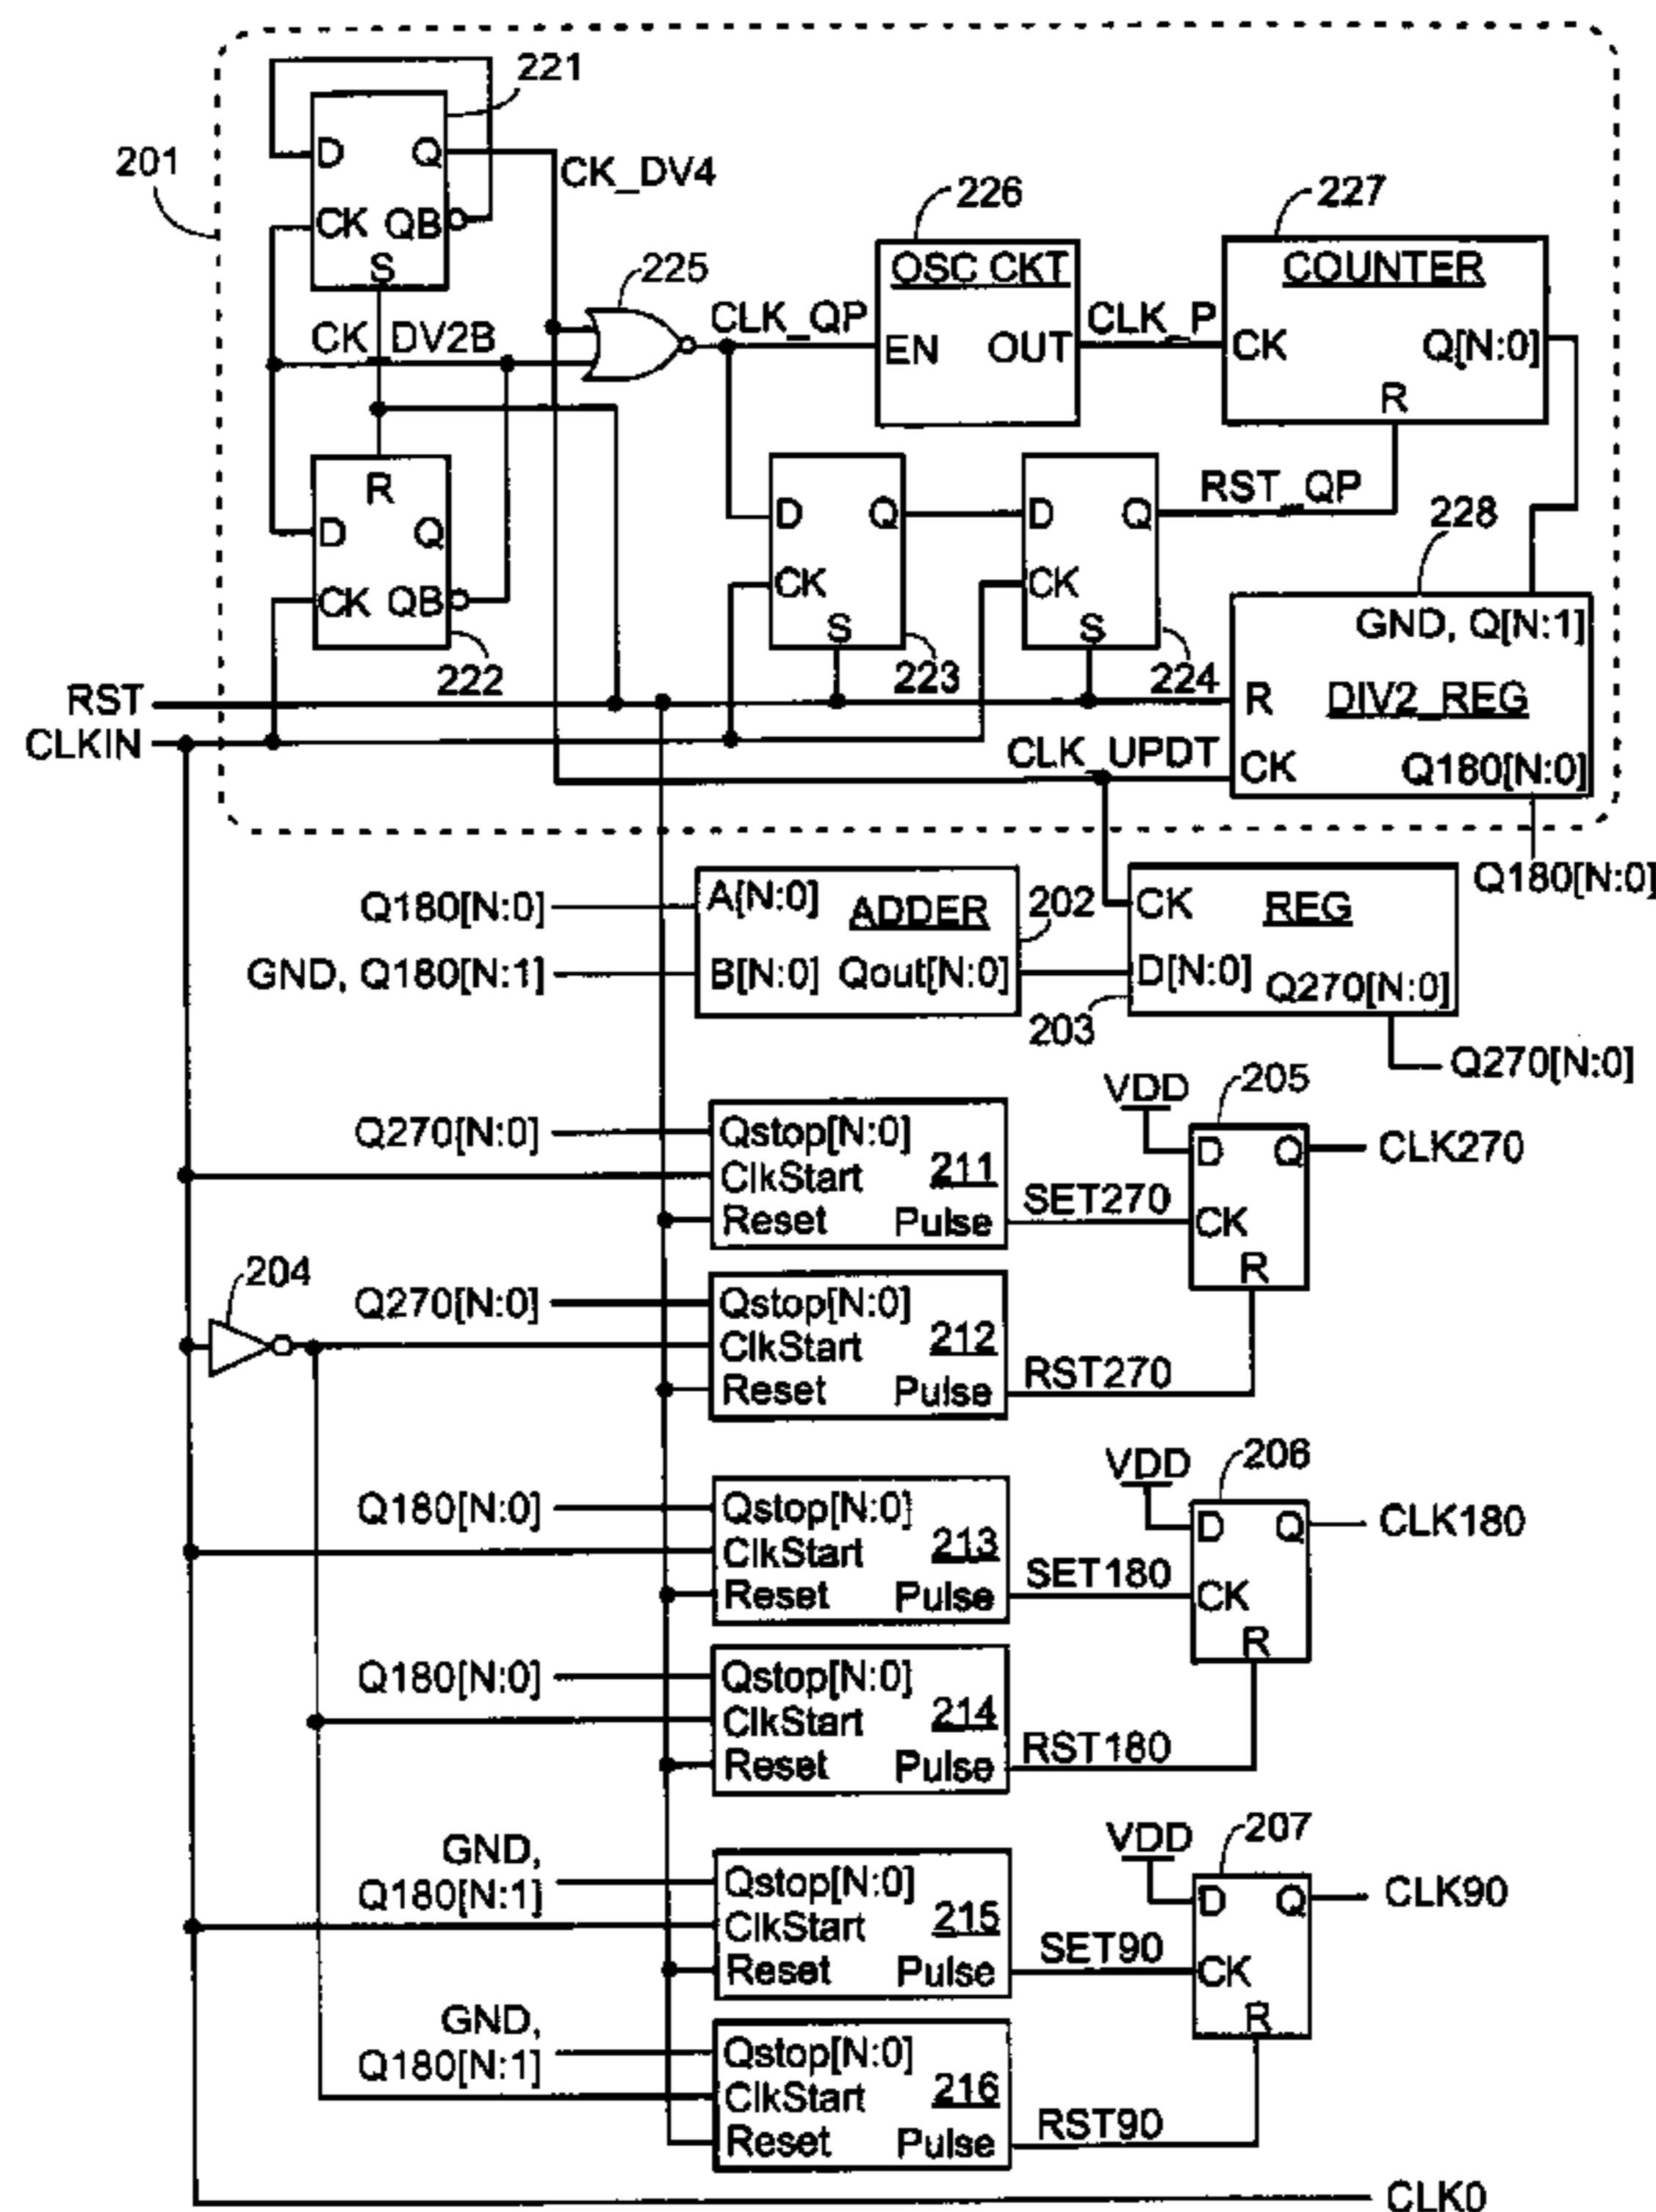 221
D Q
201
CK_DV4
CK QB
S
226
227
225
OSC CKT
COUNTER
CLK_QP
CLK_P
CK_DV2B
EN OUT
CK Q[N:0]
R
R
D Q
D Q
D Q
RST_QP
228
CK QB
CK
CK
GND, Q[N:1]
S
S
222
223
224
RST
R DIV2_REG
CLKIN
CLK_UPDT
CK Q180[N:0]
Q180[N:0]
Q180[N:0]
A[N:0] ADDER
202
CK REG
GND, Q180[N:1]
B[N:0] Qout[N:0]
D[N:0] Q270[N:0]
203
Q270[N:0]
VDD
205
Q270[N:0]
Qstop[N:0]
D Q
CLK270
ClkStart 211
SET270
Reset Pulse
CK
R
204
Q270[N:0]
Qstop[N:0]
ClkStart 212
RST270
Reset Pulse
VDD
206
Q180[N:0]
Qstop[N:0]
D Q
CLK180
ClkStart 213
SET180
Reset Pulse
CK
R
Q180[N:0]
Qstop[N:0]
ClkStart 214
RST180
Reset Pulse
VDD
207
GND,
Q180[N:1]
Qstop[N:0]
D Q
CLK90
ClkStart 215
SET90
Reset Pulse
CK
R
GND,
Q180[N:1]
Qstop[N:0]
ClkStart 216
RST90
Reset Pulse
CLK0